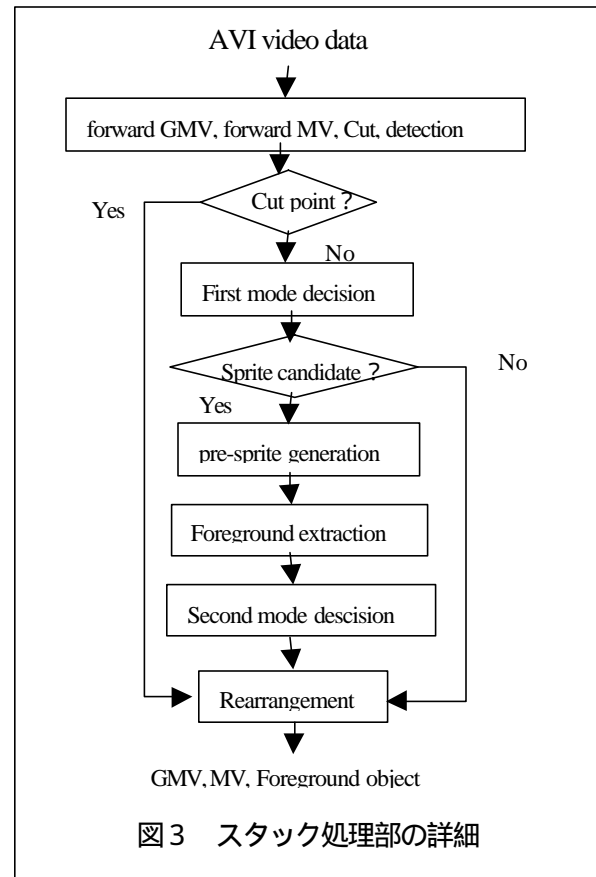 AVI video data
forward GMV, forward MV, Cut, detection
Cut point？
Yes
No
First mode decision
Sprite candidate？
No
Yes
pre-sprite generation
Foreground extraction
Second mode descision
Rearrangement
GMV, MV, Foreground object
図３　スタック処理部の詳細